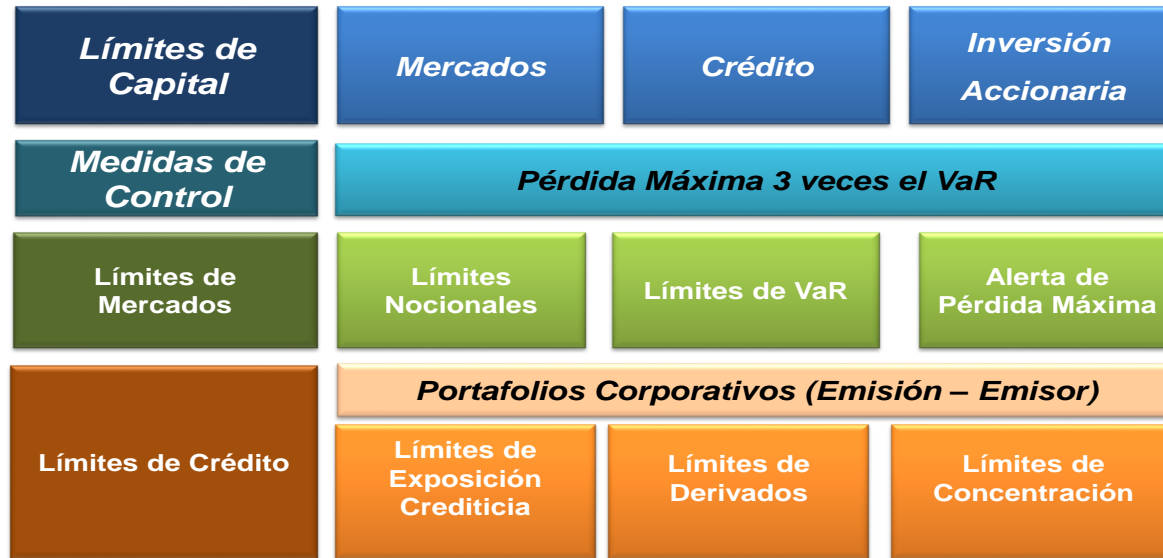 Límites de
Capital
Mercados
Crédito
Inversión
Accionaria
Medidas de
Control
Pérdida Máxima 3 veces el VaR
Límites de
Mercados
Límites
Nocionales
Límites de VaR
Alerta de
Pérdida Máxima
Límites de Crédito
Portafolios Corporativos (Emisión – Emisor)
Límites de
Exposición
Crediticia
Límites de
Derivados
Límites de
Concentración